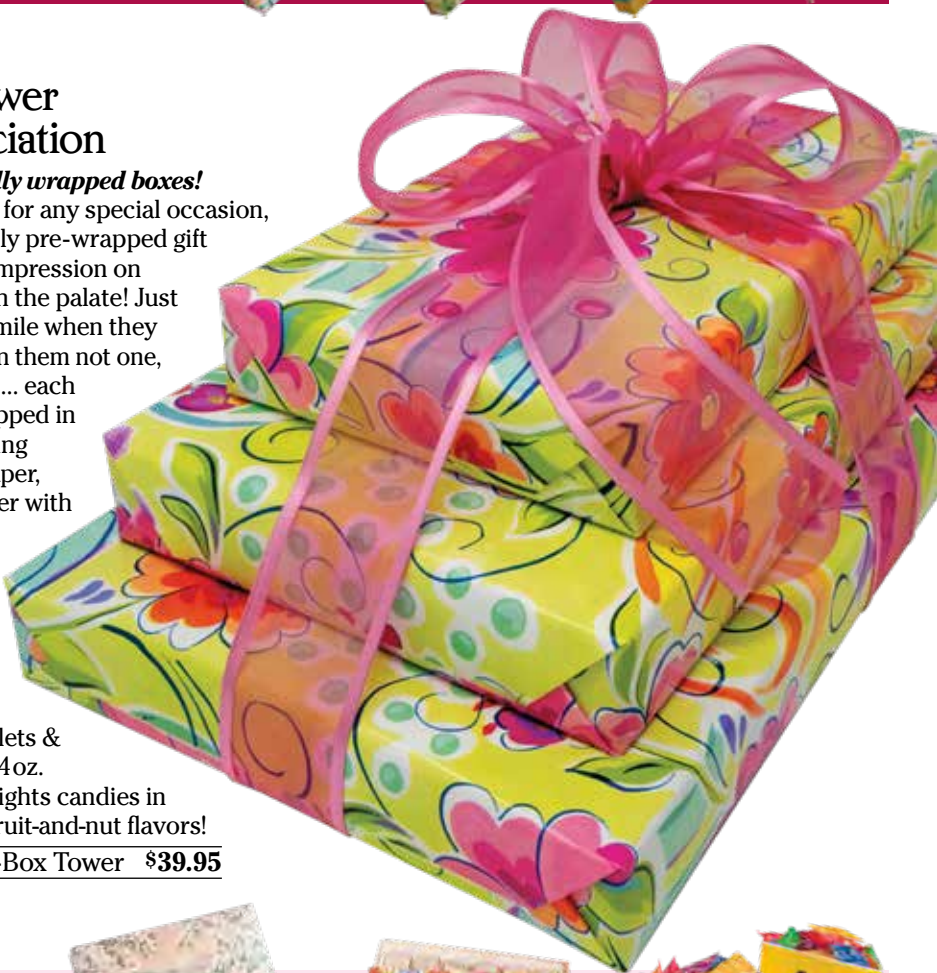 wer
ciation
lly wrapped boxes!
for any special occasion,
ly pre-wrapped gift
mpression on
n the palate! Just
mile when they
n them not one,
... each
pped in
ng
per,
er with
lets &
4oz.
ights candies in
ruit-and-nut flavors!
-Box Tower $39.95